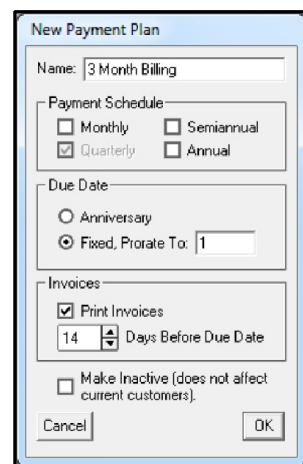 New Payment Plan
Name: 3 Month Billing
Payment Schedule
Monthly Semiannual
Quarterly Annual
Due Date
Anniversary
Fixed, Prorate To: 1
Invoices
Print Invoices
14 Days Before Due Date
Make Inactive (does not affect
current customers).
Cancel OK